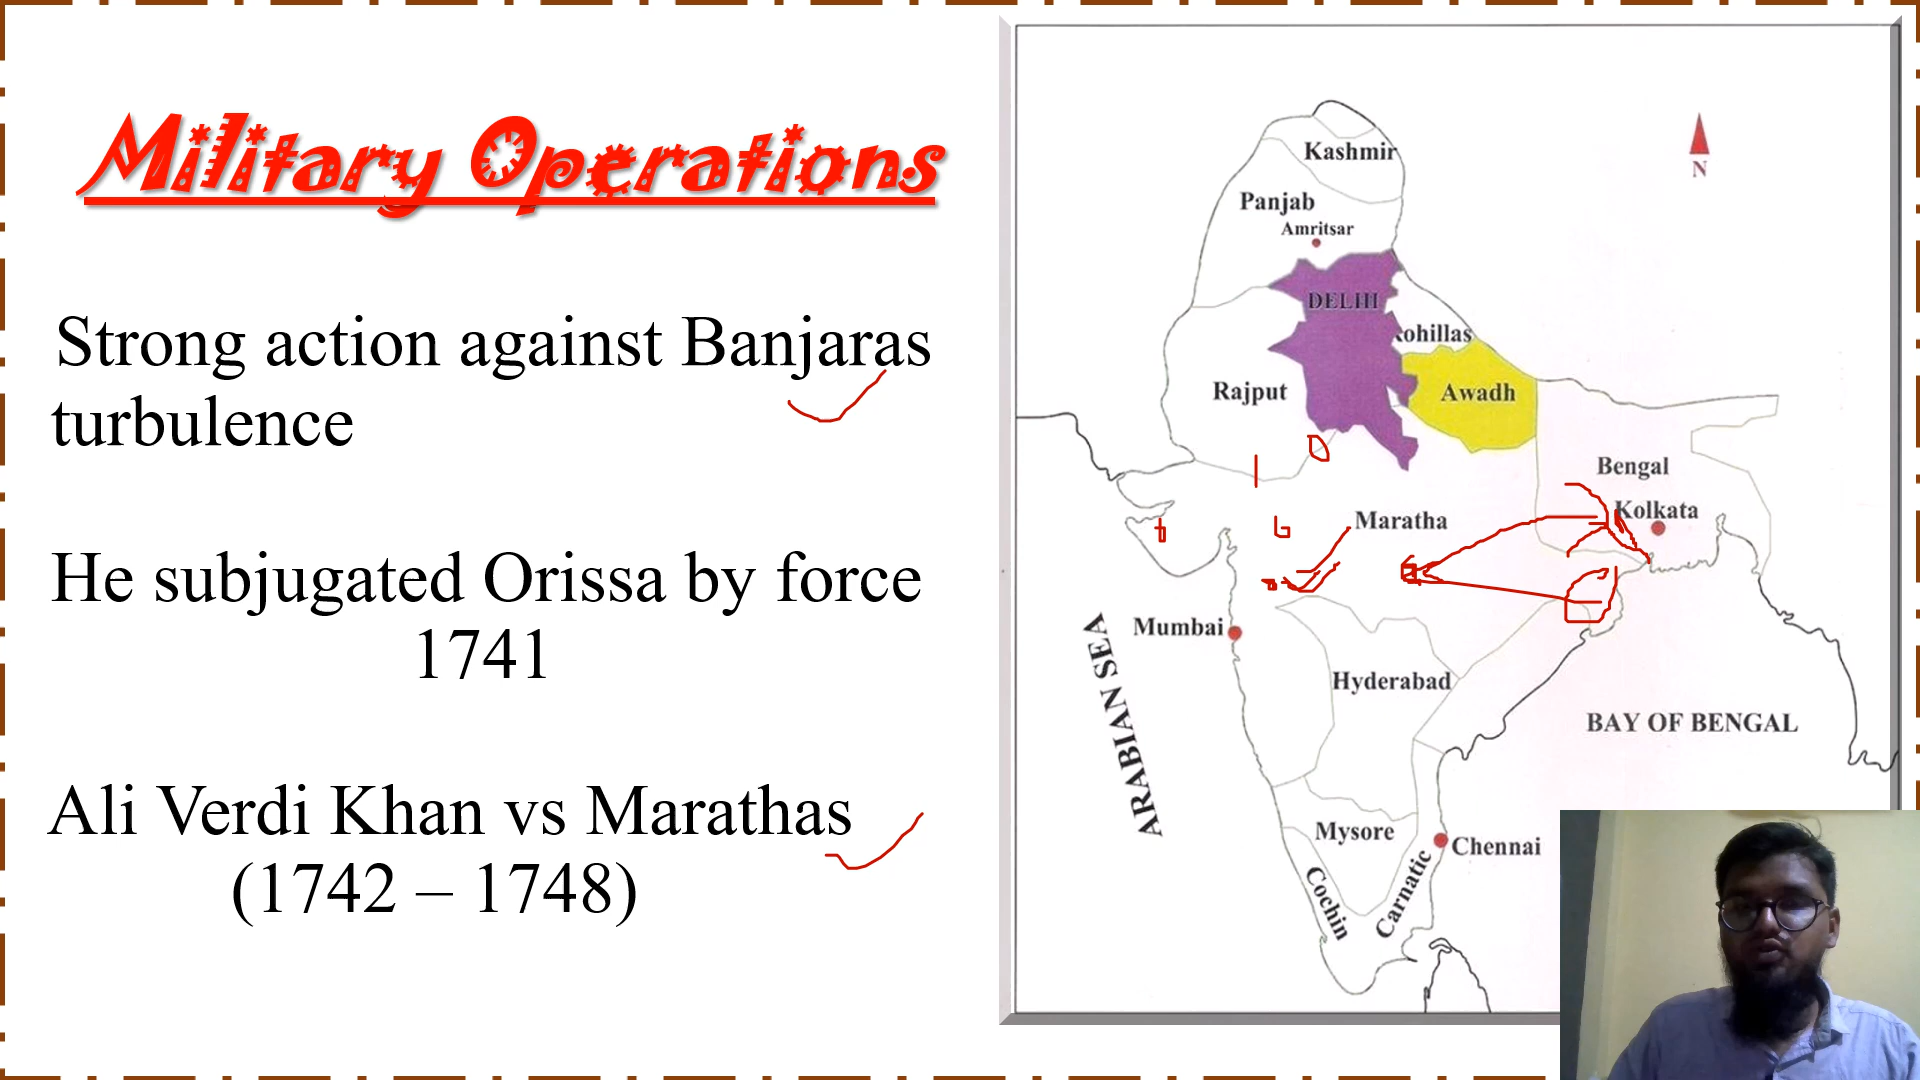 Military Operations
Strong action against Banjaras
turbulence
He subjugated Orissa by force
1741
Ali Verdi Khan vs Marathas
(1742 – 1748)
N
Kashmir
Panjab
Amritsar
DELHI
Rohillas
Rajput
Awadh
Bengal
Kolkata
Maratha
Mumbai
ARABIAN SEA
Hyderabad
BAY OF BENGAL
Mysore
Chennai
Cochin
Carnatic